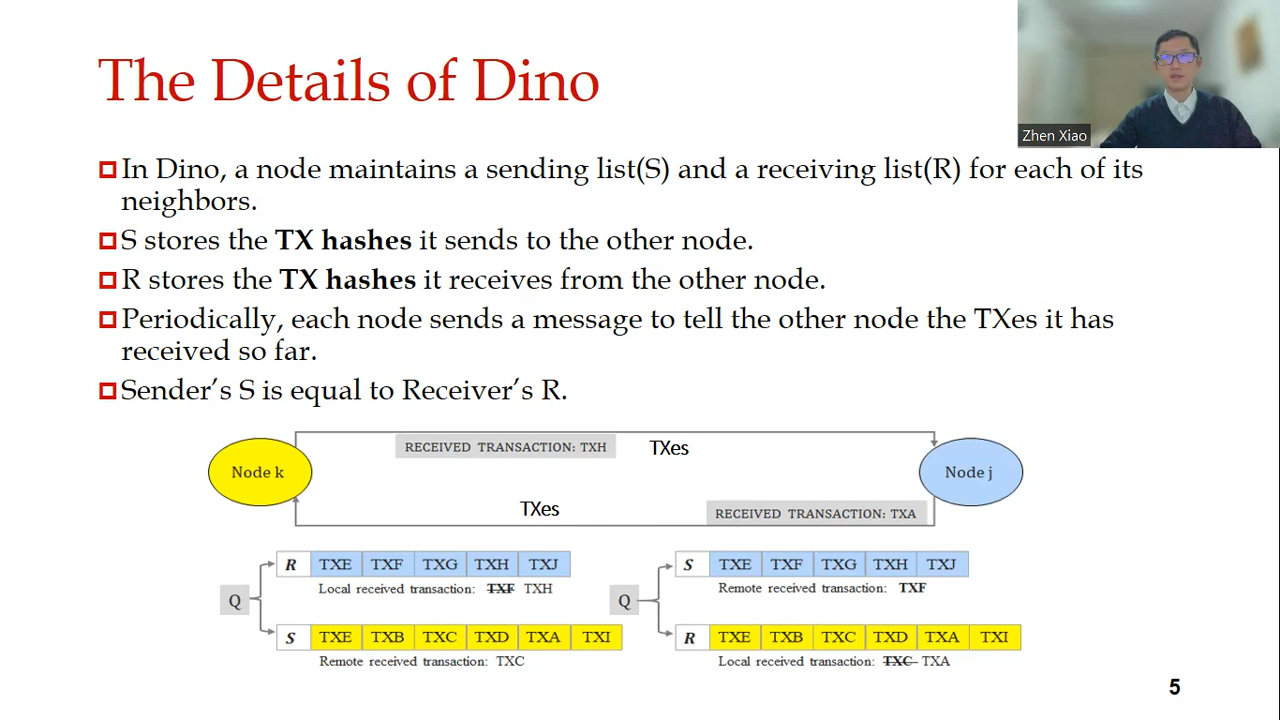 The Details of Dino
Zhen Xiao
In Dino, a node maintains a sending list(S) and a receiving list(R) for each of its
neighbors.
S stores the TX hashes it sends to the other node.
R stores the TX hashes it receives from the other node.
Periodically, each node sends a message to tell the other node the TXes it has
received so far.
Sender's S is equal to Receiver's R.
RECEIVED TRANSACTION: TXH
TXes
Node k
Node j
TXes
RECEIVED TRANSACTION: TXA
Q
R TXE TXF TXG TXH TXJ
Local received transaction: TXF TXH
S TXE TXB TXC TXD TXA TXI
Remote received transaction: TXC
Q
S TXE TXF TXG TXH TXJ
Remote received transaction: TXF
R TXE TXB TXC TXD TXA TXI
Local received transaction: TXC TXA
5